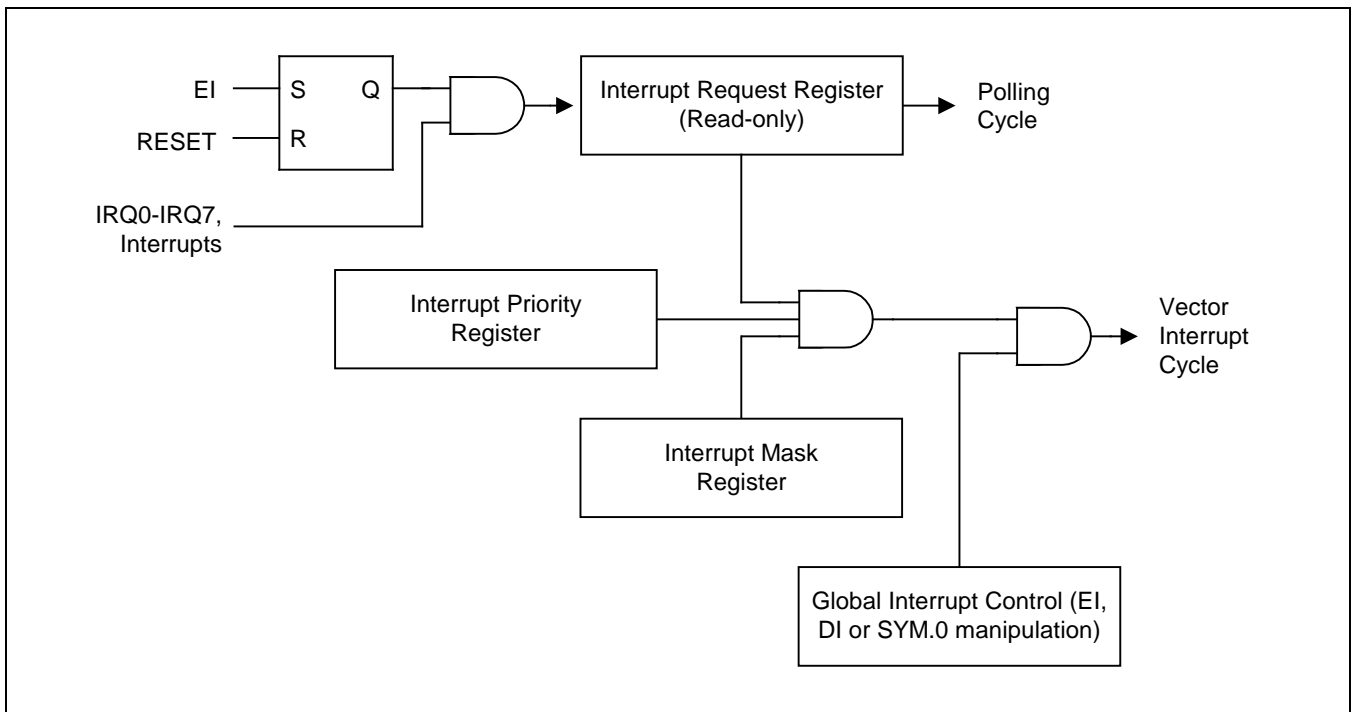 EI
S
Q
RESET
R
IRQ0-IRQ7,
Interrupts
Interrupt Request Register
(Read-only)
Polling
Cycle
Interrupt Priority
Register
Vector
Interrupt
Cycle
Interrupt Mask
Register
Global Interrupt Control (EI,
DI or SYM.0 manipulation)